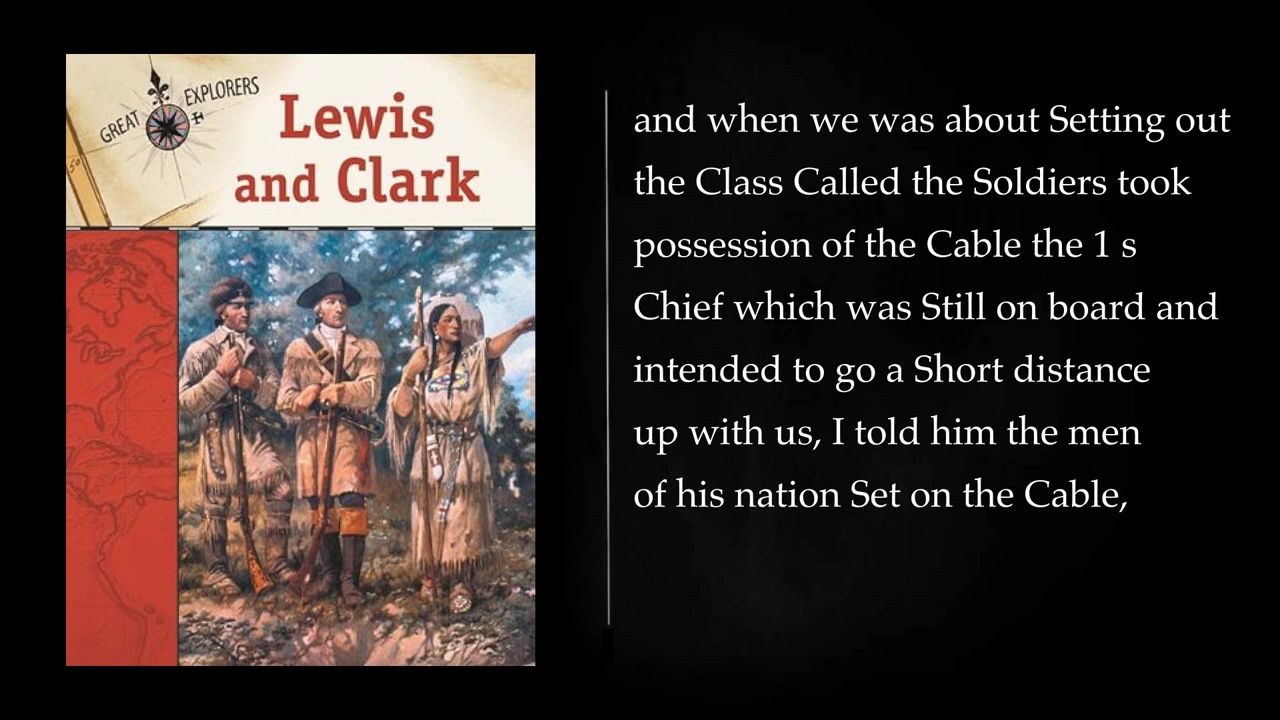 GREAT EXPLORERS
Lewis
and Clark
50
and when we was about Setting out
the Class Called the Soldiers took
possession of the Cable the 1 s
Chief which was Still on board and
intended to go a Short distance
up with us, I told him the men
of his nation Set on the Cable,